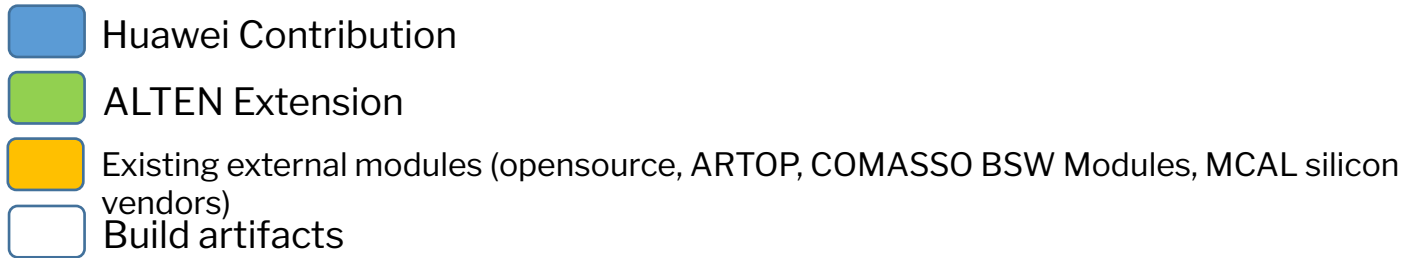 Huawei Contribution
ALTEN Extension
Existing external modules (opensource, ARTOP, COMASSO BSW Modules, MCAL silicon
vendors)
Build artifacts